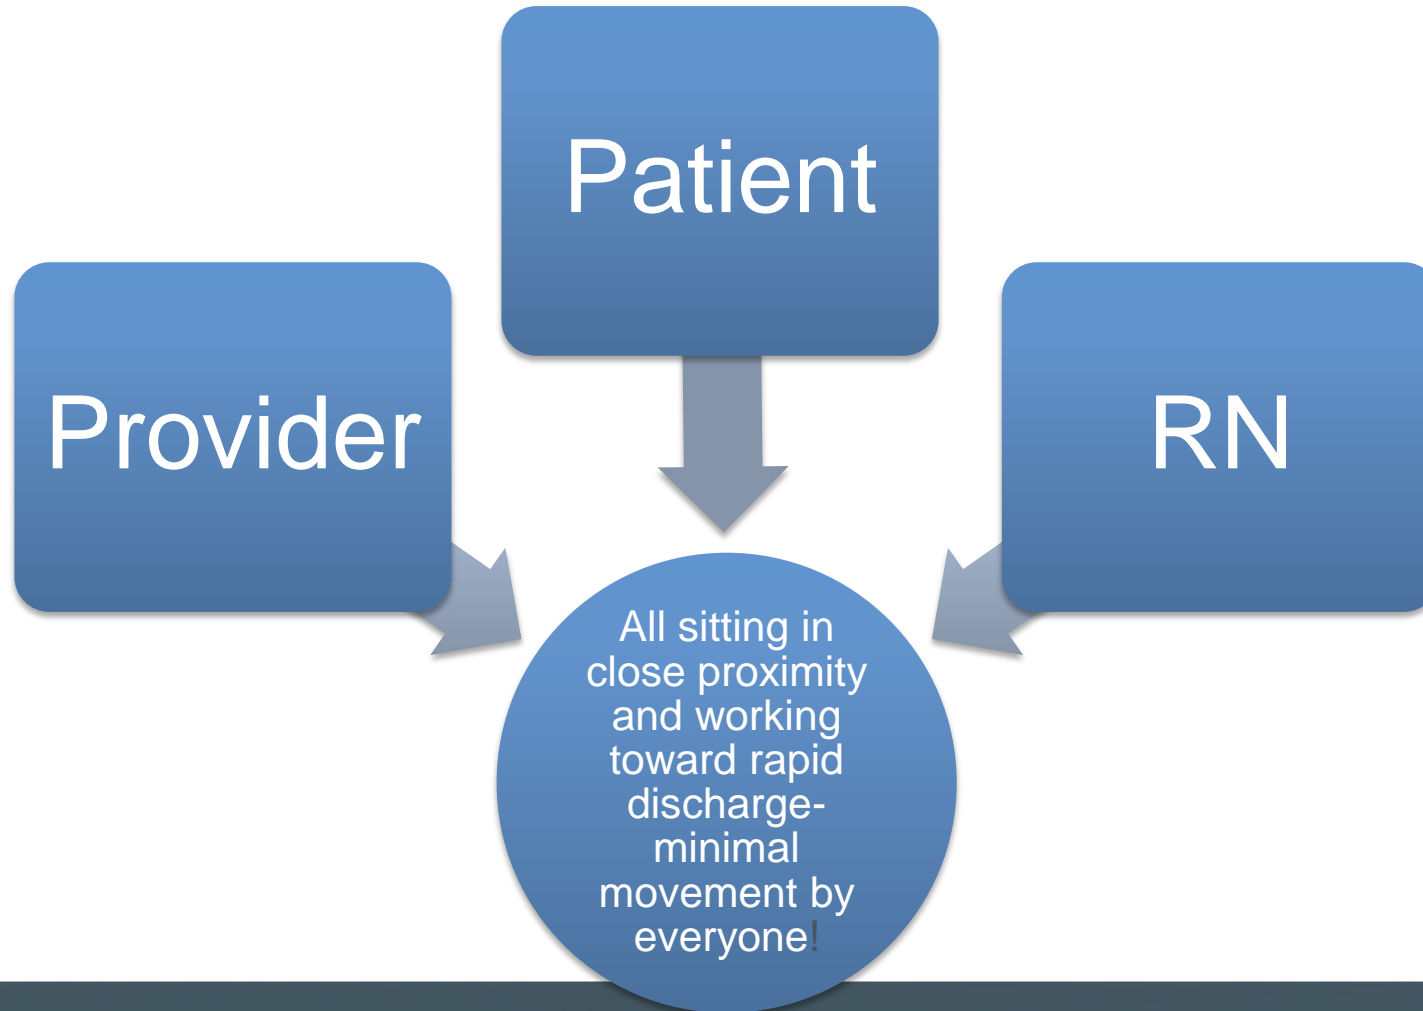 Patient
Provider
RN
All sitting in
close proximity
and working
toward rapid
discharge-
minimal
movement by
everyone!